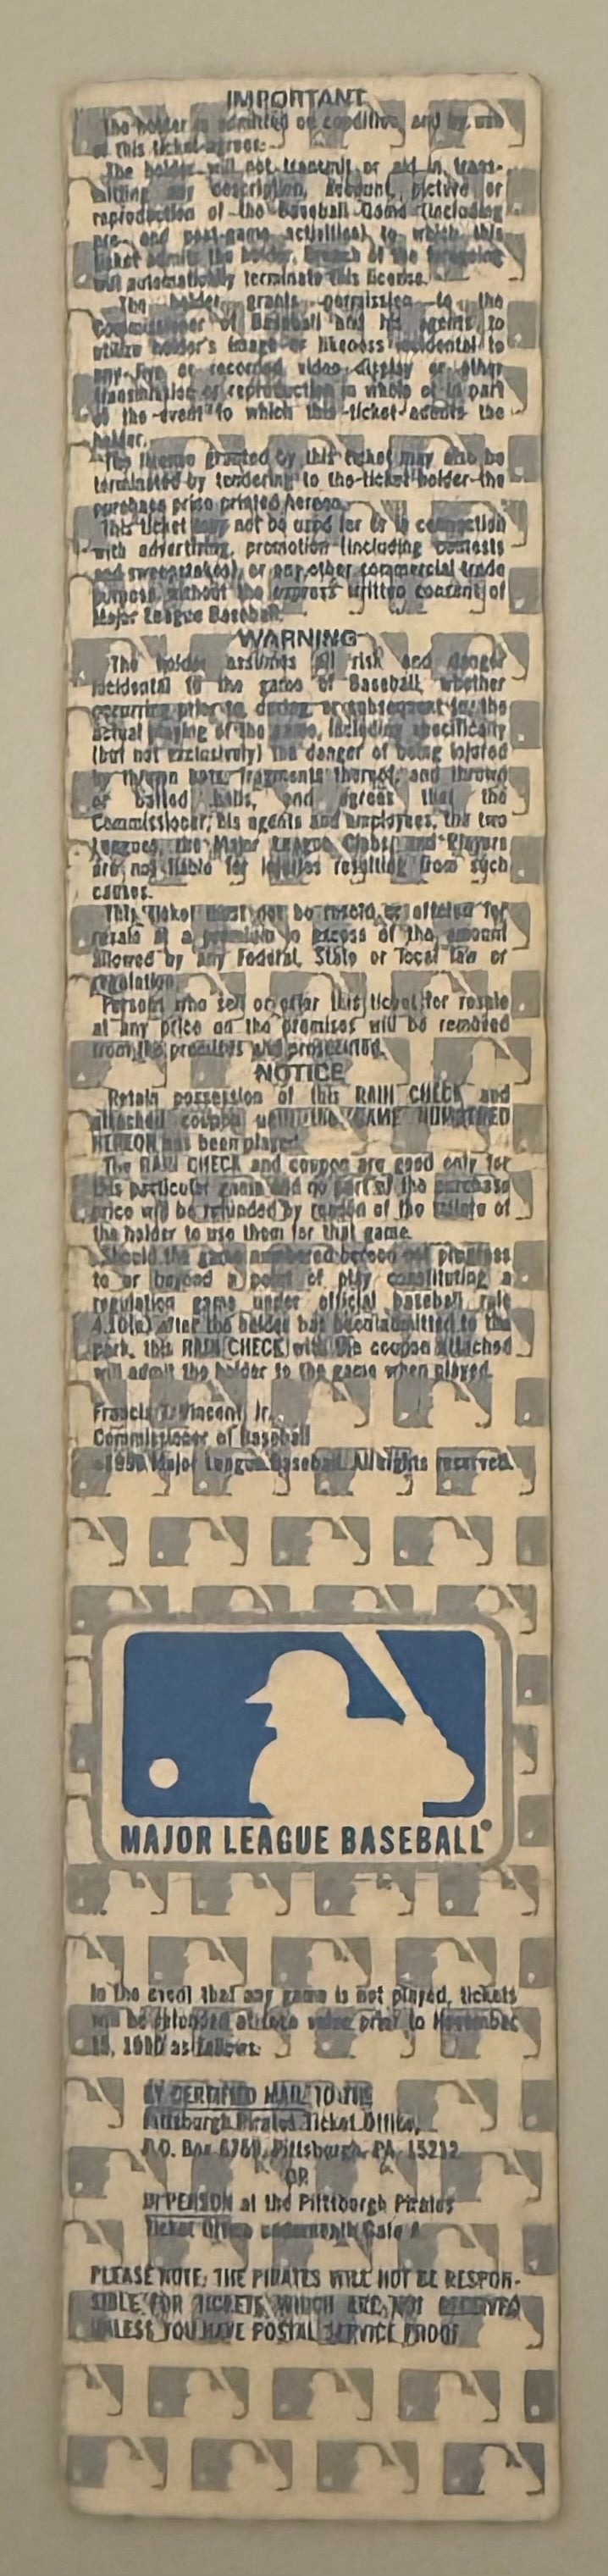 IMPORTANT
The holder is admitted on condition, and by use
of this ticket agrees:
The holder will not transmit or aid in trans-
mitting any description, account, picture or
reproduction of the Baseball Game (including
pre- and post-game activities) to which this
ticket admits the holder. Breach of the foregoing
will automatically terminate this license.
The holder grants permission to the
Commissioner of Baseball and his agents, to
utilize holder's image or likeness incidental to
any live or recorded video display or other
transmission or reproduction in whole or in part
of the event to which this ticket admits the
holder.
The license granted by this ticket may also be
terminated by tendering to the ticket holder the
purchase price printed hereon.
This ticket may not be used for or in connection
with advertising, promotion (including contests
and sweepstakes), or any other commercial trade
purpose, without the express written consent of
Major League Baseball.
WARNING
The holder assumes all risk and danger
incidental to the game of Baseball, whether
occurring prior to, during, or subsequent to, the
actual playing of the game, including specifically
(but not exclusively) the danger of being injured
by thrown bats, fragments thereof, and thrown
or batted balls, and agrees that the
Commissioner, his agents and employees, the two
Leagues, the Major League Clubs, and Players
are not liable for injuries resulting from such
causes.
This ticket must not be resold or offered for
resale at a premium in excess of the amount
allowed by any Federal, State or local law or
regulation.
Persons who sell or offer this ticket for resale
at any price on the premises will be removed
from the premises and prosecuted.
NOTICE
Retain possession of this RAIN CHECK and
attached coupon until the GAME NUMBERED
HEREON has been played.
The RAIN CHECK and coupon are good only for
this particular game and no part of the purchase
price will be refunded by reason of the failure of
the holder to use them for that game.
Should the game numbered hereon not progress
to or beyond a point of play constituting a
regulation game under official baseball rule
4.10(e) after the holder has been admitted to the
park, this RAIN CHECK with the coupon attached
will admit the holder to the game when played.
Francis T. Vincent, Jr.
Commissioner of Baseball
©1990 Major League Baseball. All rights reserved.
MAJOR LEAGUE BASEBALL®
In the event that any game is not played, tickets
will be refunded at face value prior to November
15, 1990 as follows:
BY CERTIFIED MAIL TO THE
Pittsburgh Pirates Ticket Office,
P.O. Box Pittsburgh, PA 15212
OR
IN PERSON at the Pittsburgh Pirates
Ticket Office underneath Gate A
PLEASE NOTE: THE PIRATES WILL NOT BE RESPON-
SIBLE FOR TICKETS WHICH ARE NOT RECEIVED
UNLESS YOU HAVE POSTAL SERVICE PROOF